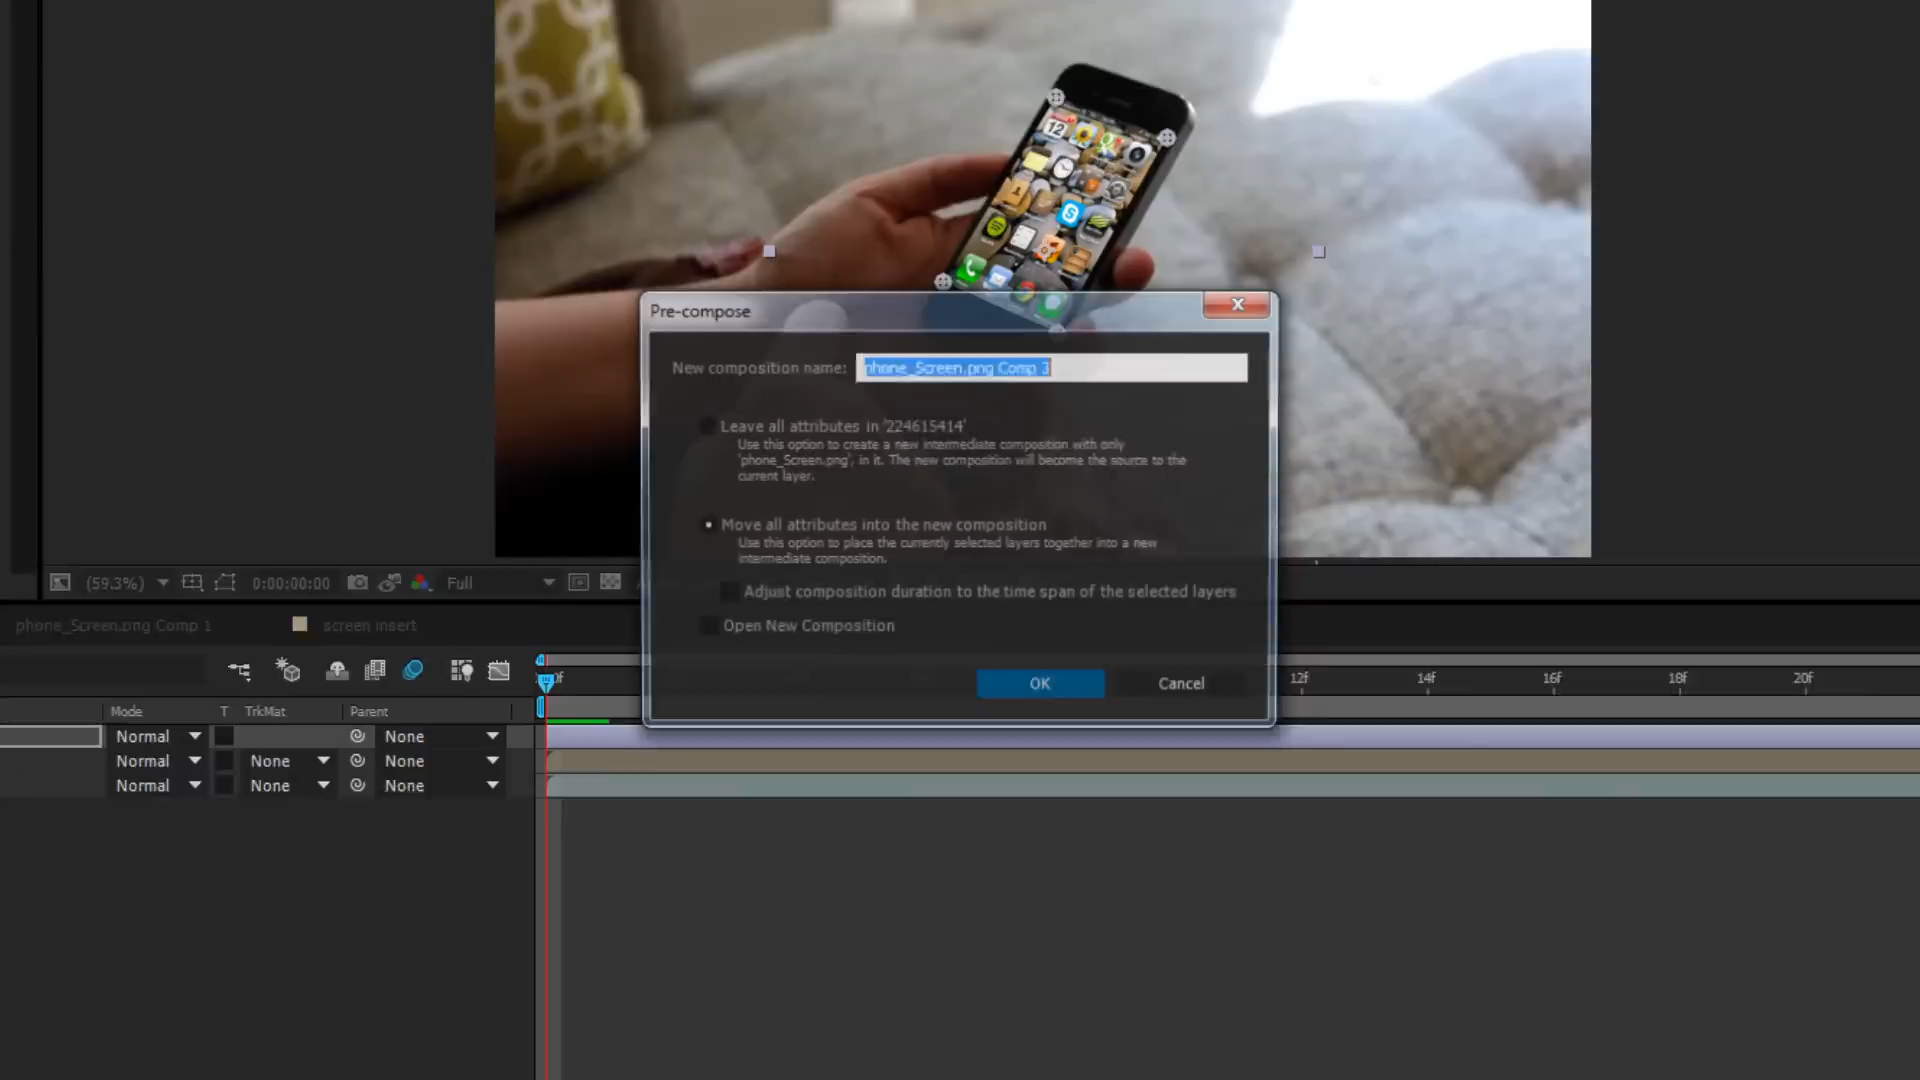 12
Pre-compose
New composition name: phone_Screen.png Comp 3
Leave all attributes in '224615414'
Use this option to create a new intermediate composition with only
'phone_Screen.png', in it. The new composition will become the source to the
current layer.
Move all attributes into the new composition
Use this option to place the currently selected layers together into a new
intermediate composition.
Adjust composition duration to the time span of the selected layers
Open New Composition
OK Cancel
(59.3%) 0:00:00:00 Full
phone_Screen.png Comp 1 screen insert
12f 14f 16f 18f 20f
Mode T TrkMat Parent
Normal None
Normal None None
Normal None None